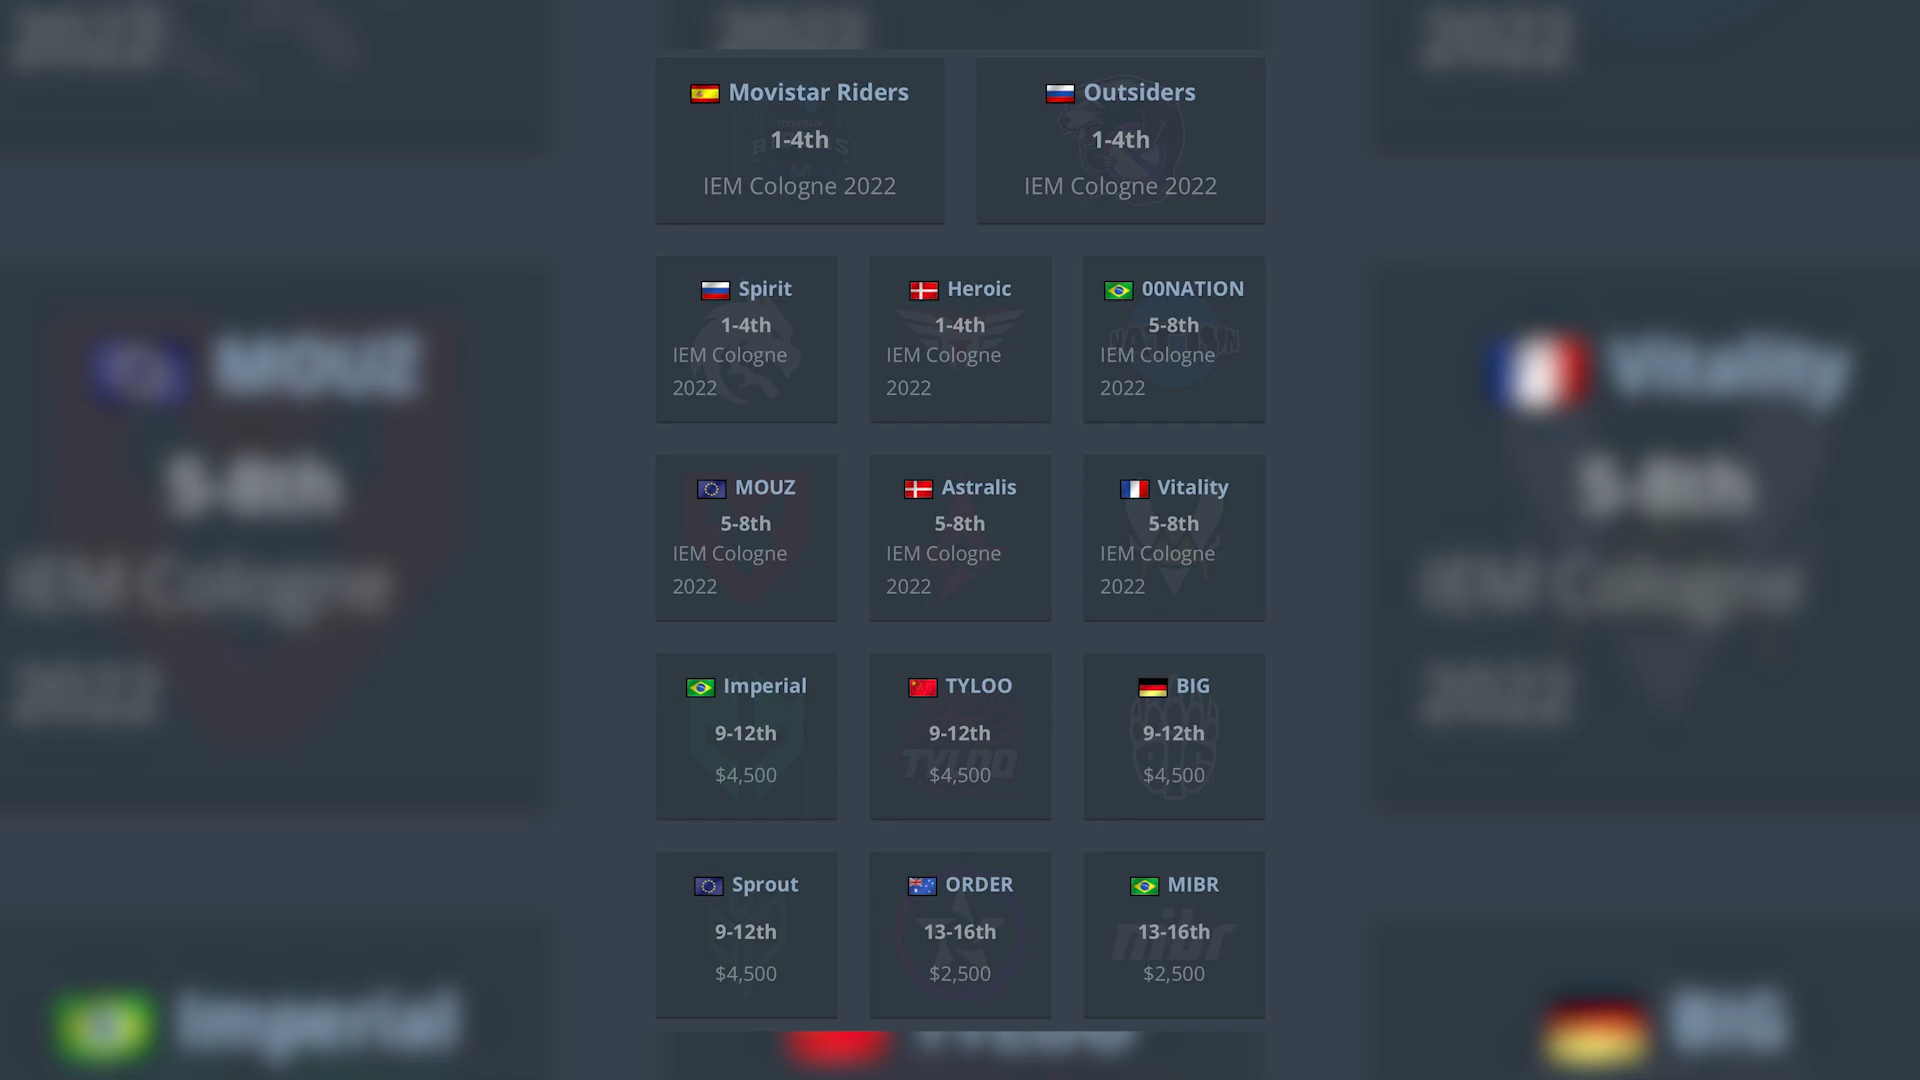 Movistar Riders
1-4th
IEM Cologne 2022
Outsiders
1-4th
IEM Cologne 2022
Spirit
1-4th
IEM Cologne
2022
Heroic
1-4th
IEM Cologne
2022
00NATION
5-8th
IEM Cologne
2022
MOUZ
5-8th
IEM Cologne
2022
Astralis
5-8th
IEM Cologne
2022
Vitality
5-8th
IEM Cologne
2022
Imperial
9-12th
$4,500
TYLOO
9-12th
$4,500
BIG
9-12th
$4,500
Sprout
9-12th
$4,500
ORDER
13-16th
$2,500
MIBR
13-16th
$2,500